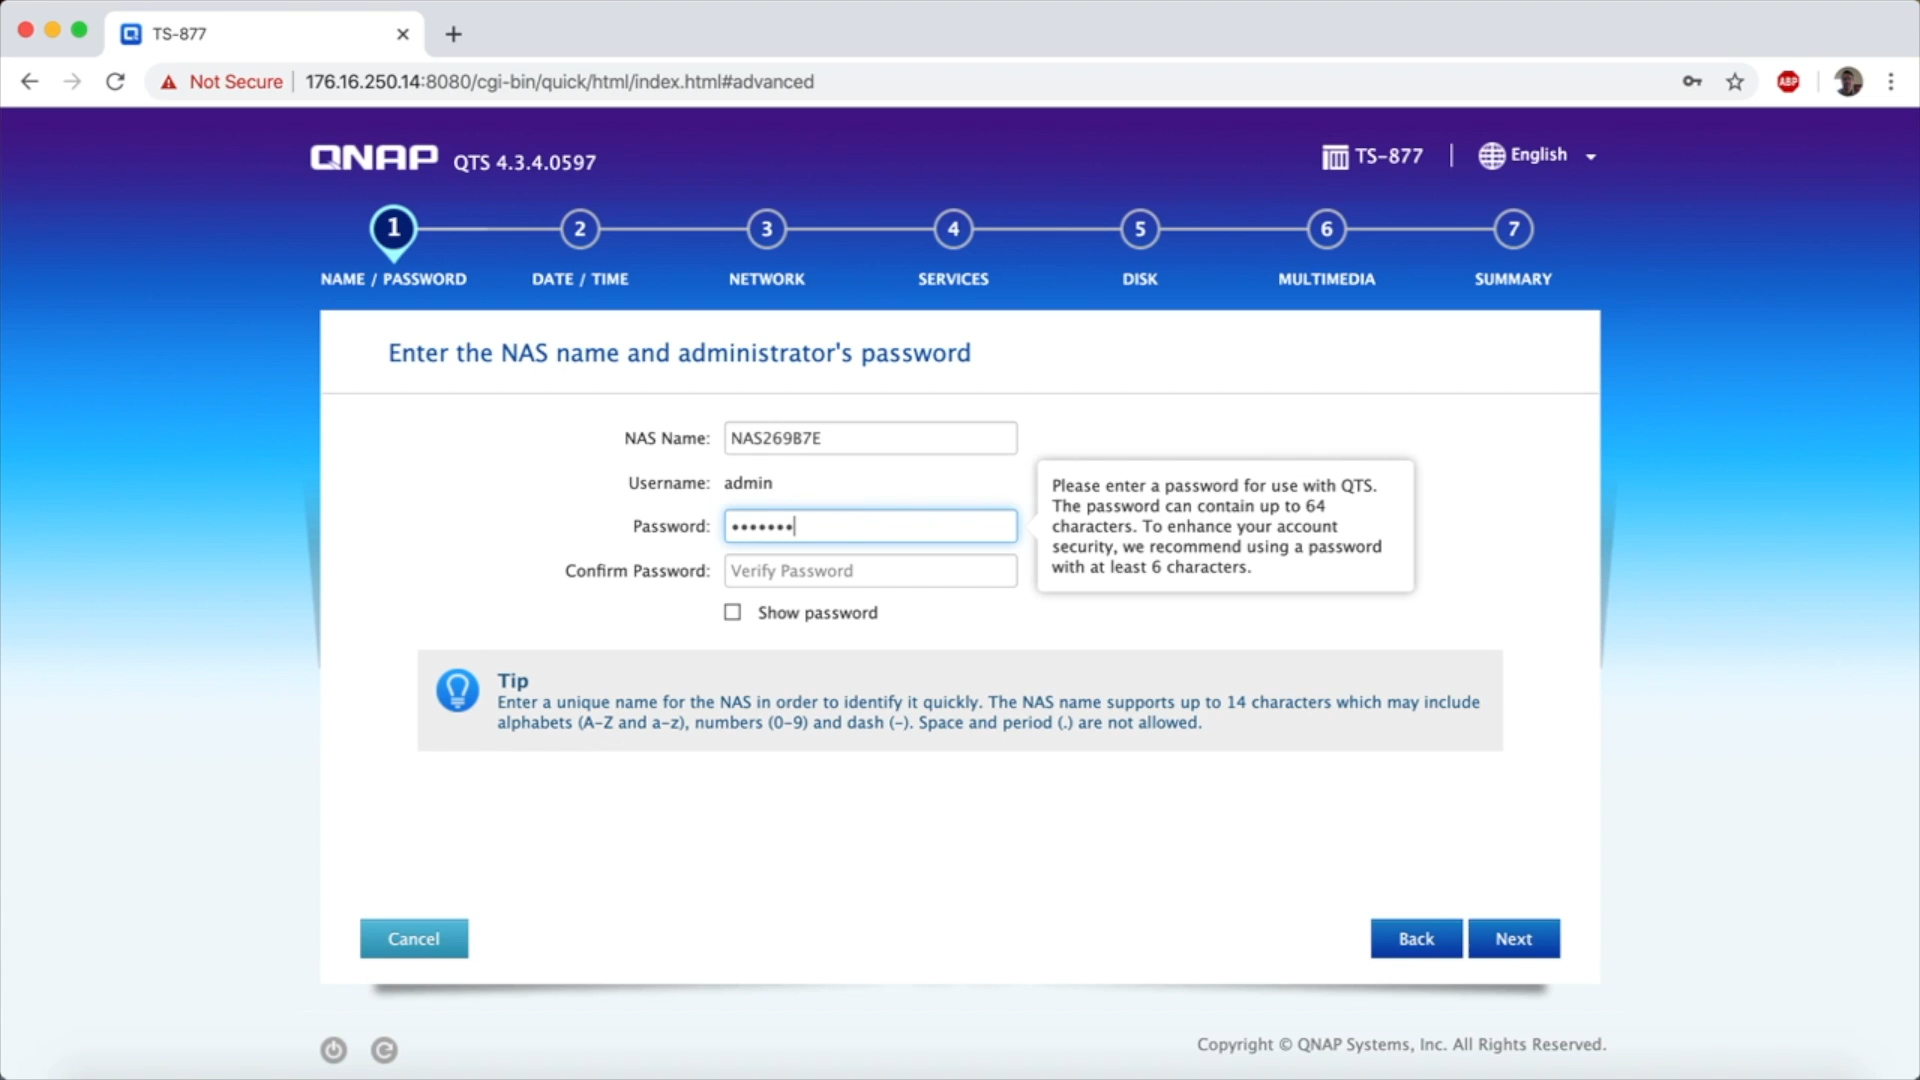 TS-877
Not Secure
176.16.250.14:8080/cgi-bin/quick/html/index.html#advanced
ABP
QNAP QTS 4.3.4.0597
TS-877
English
1
2
3
4
5
6
7
NAME / PASSWORD
DATE / TIME
NETWORK
SERVICES
DISK
MULTIMEDIA
SUMMARY
Enter the NAS name and administrator's password
NAS Name: NAS269B7E
Username: admin
Password: •••••••
Confirm Password: Verify Password
Show password
Please enter a password for use with QTS.
The password can contain up to 64
characters. To enhance your account
security, we recommend using a password
with at least 6 characters.
Tip
Enter a unique name for the NAS in order to identify it quickly. The NAS name supports up to 14 characters which may include
alphabets (A-Z and a-z), numbers (0-9) and dash (-). Space and period (.) are not allowed.
Cancel
Back
Next
Copyright © QNAP Systems, Inc. All Rights Reserved.